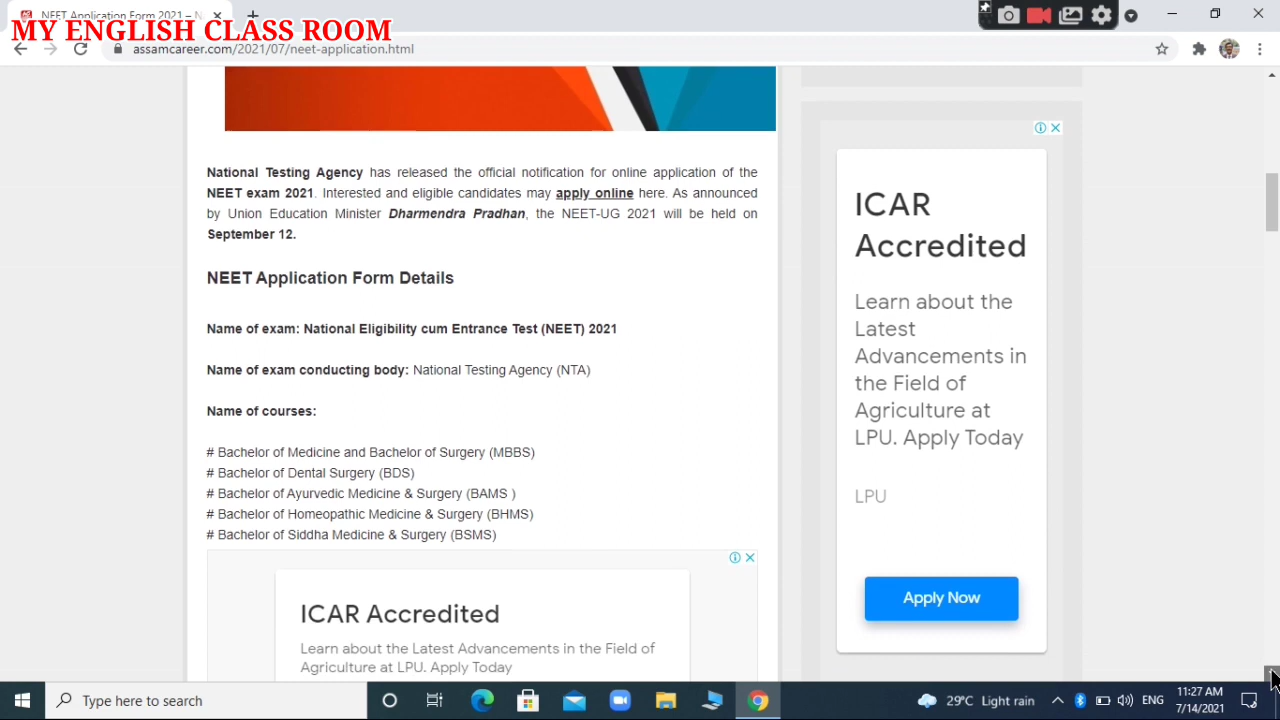 NEET Application Form 2021 – N
MY ENGLISH CLASS ROOM
assamcareer.com/2021/07/neet-application.html
National Testing Agency has released the official notification for online application of the
NEET exam 2021. Interested and eligible candidates may apply online here. As announced
by Union Education Minister Dharmendra Pradhan, the NEET-UG 2021 will be held on
September 12.
NEET Application Form Details
Name of exam: National Eligibility cum Entrance Test (NEET) 2021
Name of exam conducting body: National Testing Agency (NTA)
Name of courses:
# Bachelor of Medicine and Bachelor of Surgery (MBBS)
# Bachelor of Dental Surgery (BDS)
# Bachelor of Ayurvedic Medicine & Surgery (BAMS )
# Bachelor of Homeopathic Medicine & Surgery (BHMS)
# Bachelor of Siddha Medicine & Surgery (BSMS)
ICAR Accredited
Learn about the Latest Advancements in the Field of
Agriculture at LPU. Apply Today
ICAR
Accredited
Learn about the
Latest
Advancements in
the Field of
Agriculture at
LPU. Apply Today
LPU
Apply Now
Type here to search
29°C Light rain
ENG
11:27 AM
7/14/2021